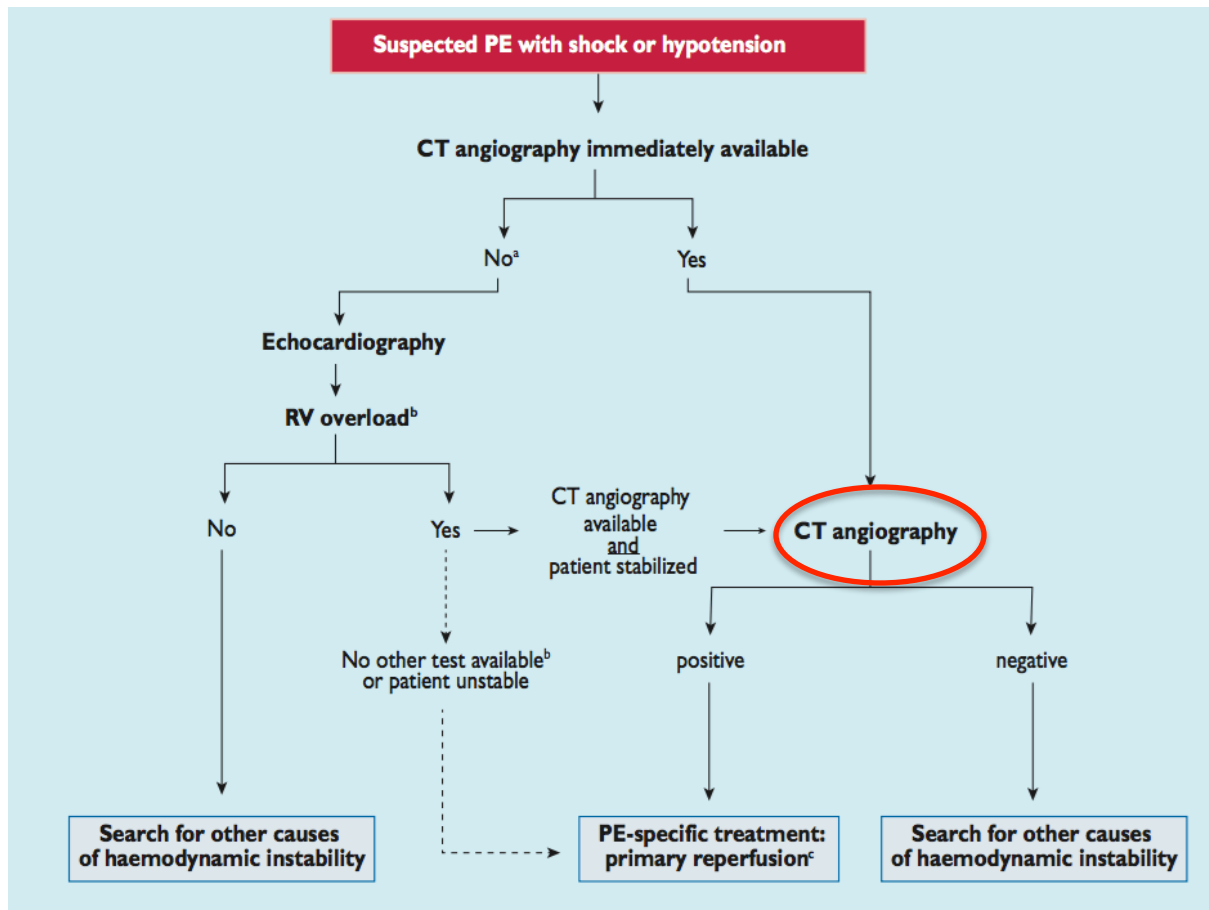 Suspected PE with shock or hypotension
CT angiography immediately available
Noᵃ
Yes
Echocardiography
RV overloadᵇ
No
Yes
CT angiography
available
and
patient stabilized
CT angiography
No other test availableᵇ
or patient unstable
positive
negative
Search for other causes
of haemodynamic instability
PE-specific treatment:
primary reperfusionᶜ
Search for other causes
of haemodynamic instability